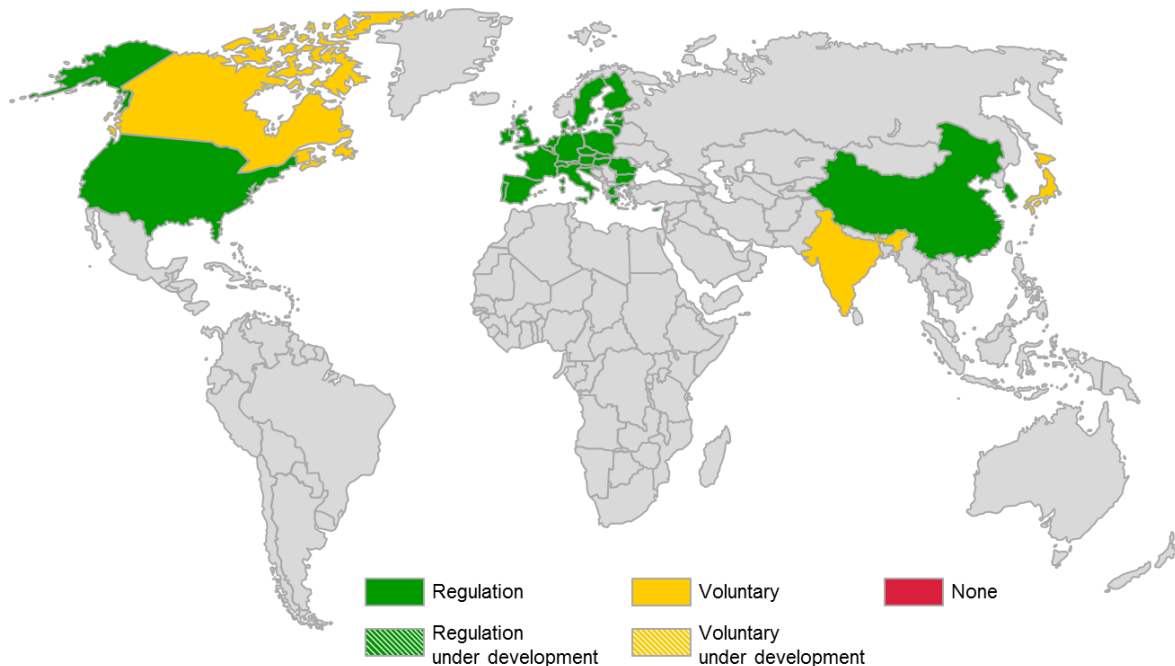 Regulation
Voluntary
None
Regulation
under development
Voluntary
under development